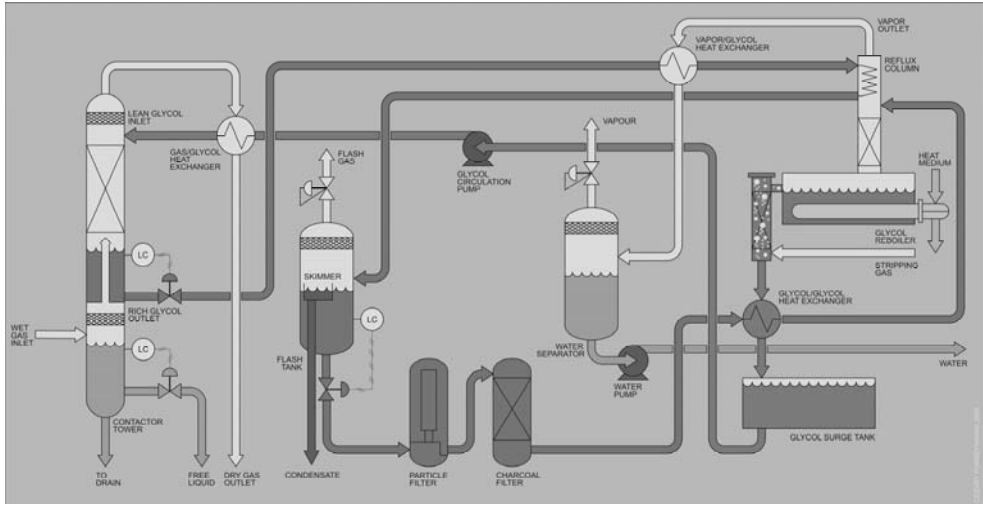 VAPOR
OUTLET
VAPOR/GLYCOL
HEAT EXCHANGER
REFLUX
COLUMN
LEAN GLYCOL
INLET
VAPOUR
GAS/GLYCOL
HEAT
EXCHANGER
FLASH
GAS
GLYCOL
CIRCULATION
PUMP
HEAT
MEDIUM
GLYCOL
REBOILER
LC
SKIMMER
STRIPPING
GAS
RICH GLYCOL
OUTLET
GLYCOL/GLYCOL
HEAT EXCHANGER
WET
GAS
INLET
LC
LC
FLASH
TANK
WATER
SEPARATOR
WATER
PUMP
WATER
CONTACTOR
TOWER
GLYCOL SURGE TANK
TO
DRAIN
FREE
LIQUID
DRY GAS
OUTLET
CONDENSATE
PARTICLE
FILTER
CHARCOAL
FILTER